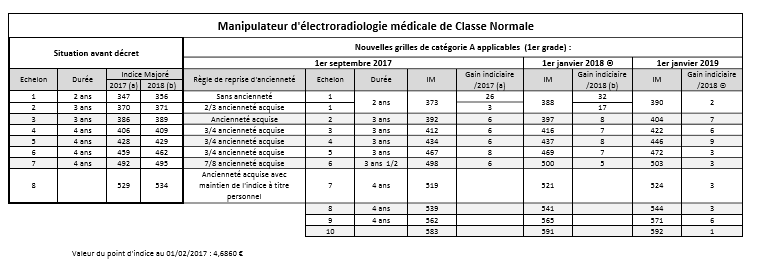 Manipulateur d'électroradiologie médicale de Classe Normale
Situation avant décret
Nouvelles grilles de catégorie A applicables (1er grade) :
1er septembre 2017 1er janvier 2018 1er janvier 2019
Echelon Durée Indice Majoré Règle de reprise d'ancienneté Echelon Durée IM Gain indiciaire /2017 (a) IM Gain indiciaire /2018 (b) IM Gain indiciaire /2018
2017 (a) 2018 (b)
1 2 ans 347 356 Sans ancienneté 1 2 ans 373 26 388 32 390 2
2 3 ans 370 371 2/3 ancienneté acquise 1 3 17
3 3 ans 386 389 Ancienneté acquise 2 3 ans 392 6 397 8 404 7
4 4 ans 406 409 3/4 ancienneté acquise 3 3 ans 412 6 416 7 422 6
5 4 ans 428 429 3/4 ancienneté acquise 4 3 ans 434 6 437 8 446 9
6 4 ans 459 462 3/4 ancienneté acquise 5 3 ans 467 8 469 7 472 3
7 4 ans 492 495 7/8 ancienneté acquise 6 3 ans 1/2 498 6 500 5 503 3
8 529 534 Ancienneté acquise avec maintien de l'indice à titre personnel 7 4 ans 519 521 524 3
8 4 ans 539 541 544 3
9 4 ans 562 565 571 6
10 583 591 592 1
Valeur du point d'indice au 01/02/2017 : 4,6860 €